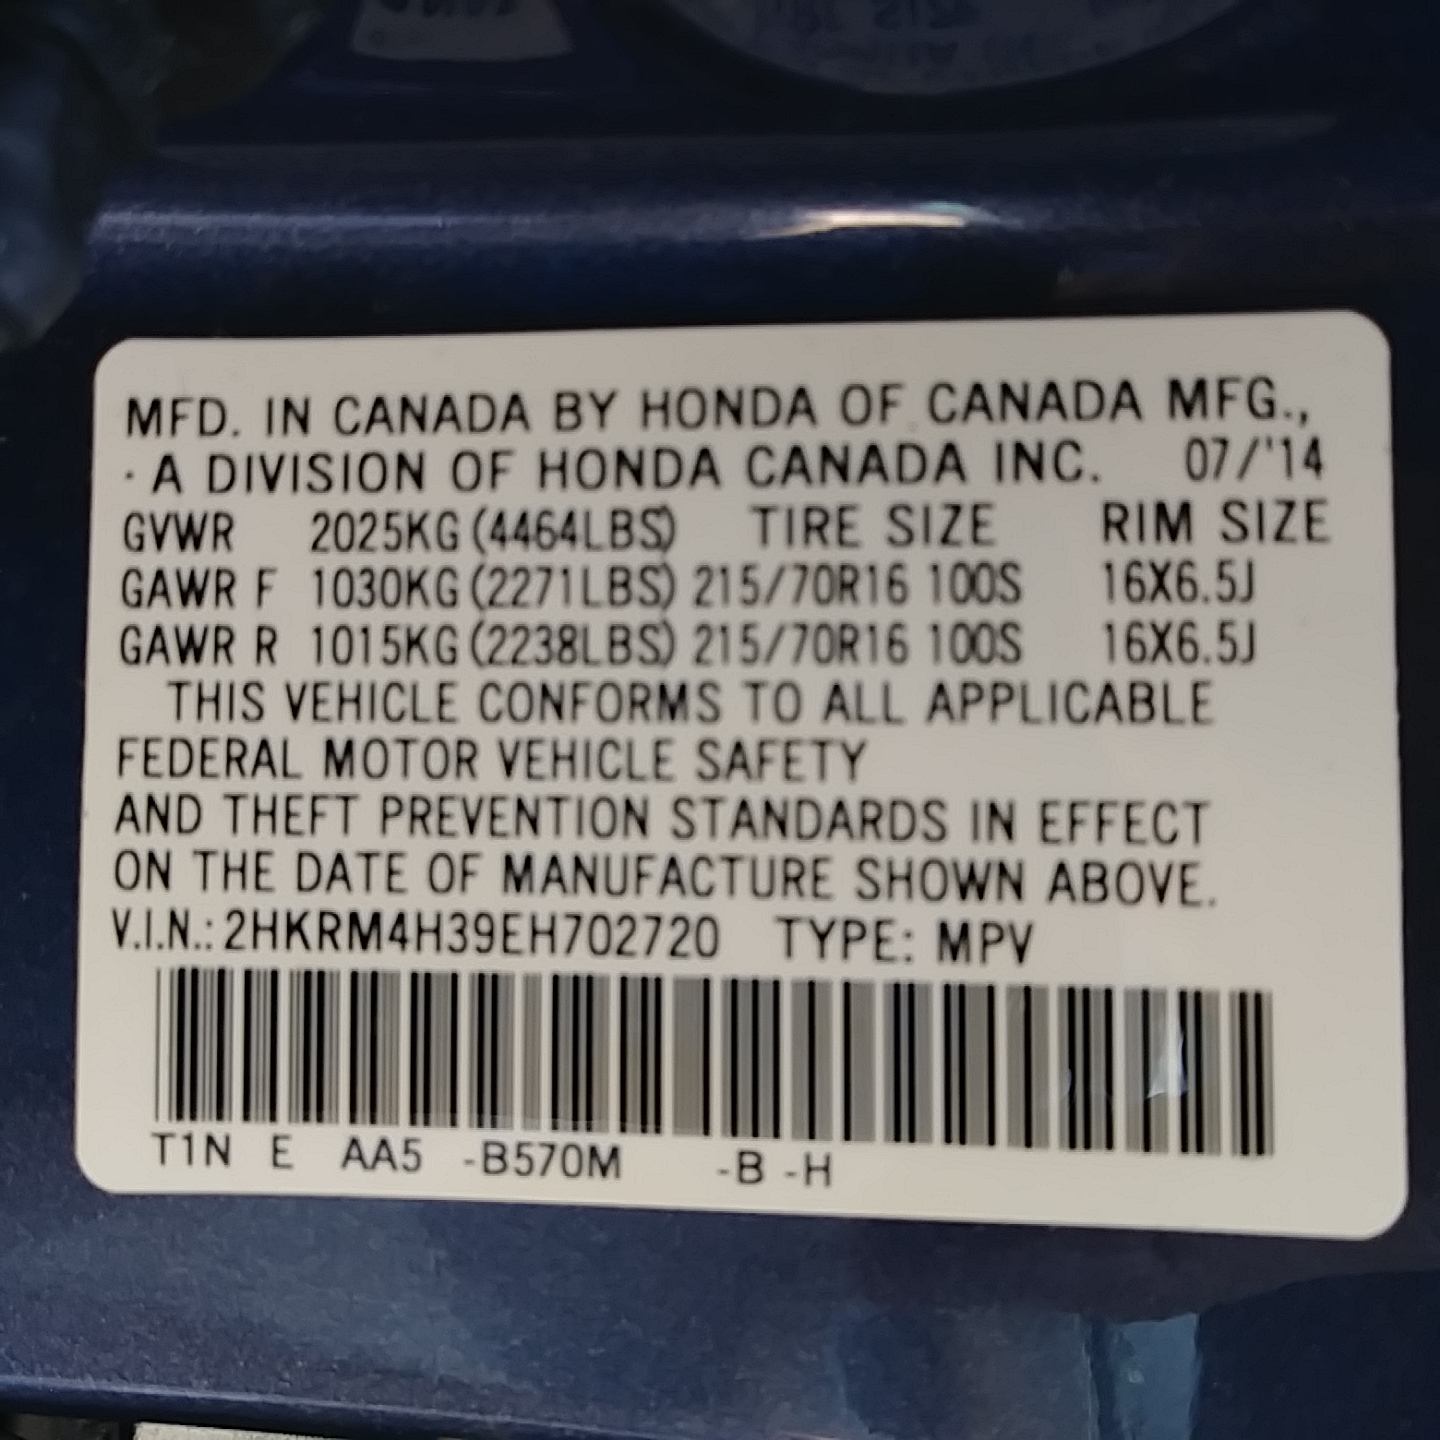 MFD. IN CANADA BY HONDA OF CANADA MFG.,
· A DIVISION OF HONDA CANADA INC. 07/'14
GVWR 2025KG (4464LBS) TIRE SIZE RIM SIZE
GAWR F 1030KG (2271LBS) 215/70R16 100S 16X6.5J
GAWR R 1015KG (2238LBS) 215/70R16 100S 16X6.5J
THIS VEHICLE CONFORMS TO ALL APPLICABLE
FEDERAL MOTOR VEHICLE SAFETY
AND THEFT PREVENTION STANDARDS IN EFFECT
ON THE DATE OF MANUFACTURE SHOWN ABOVE.
V.I.N.: 2HKRM4H39EH702720 TYPE: MPV
T1N E AA5 -B570M -B -H